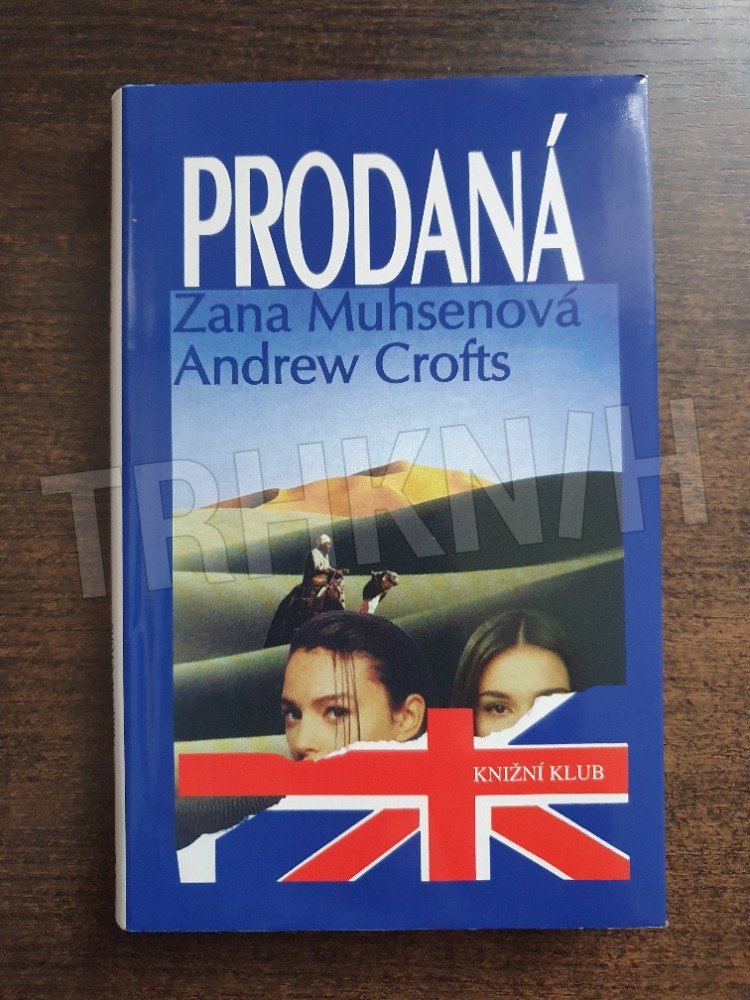 PRODANÁ
Zana Muhsenová
Andrew Crofts
TRHKNIH
KNIŽNÍ KLUB